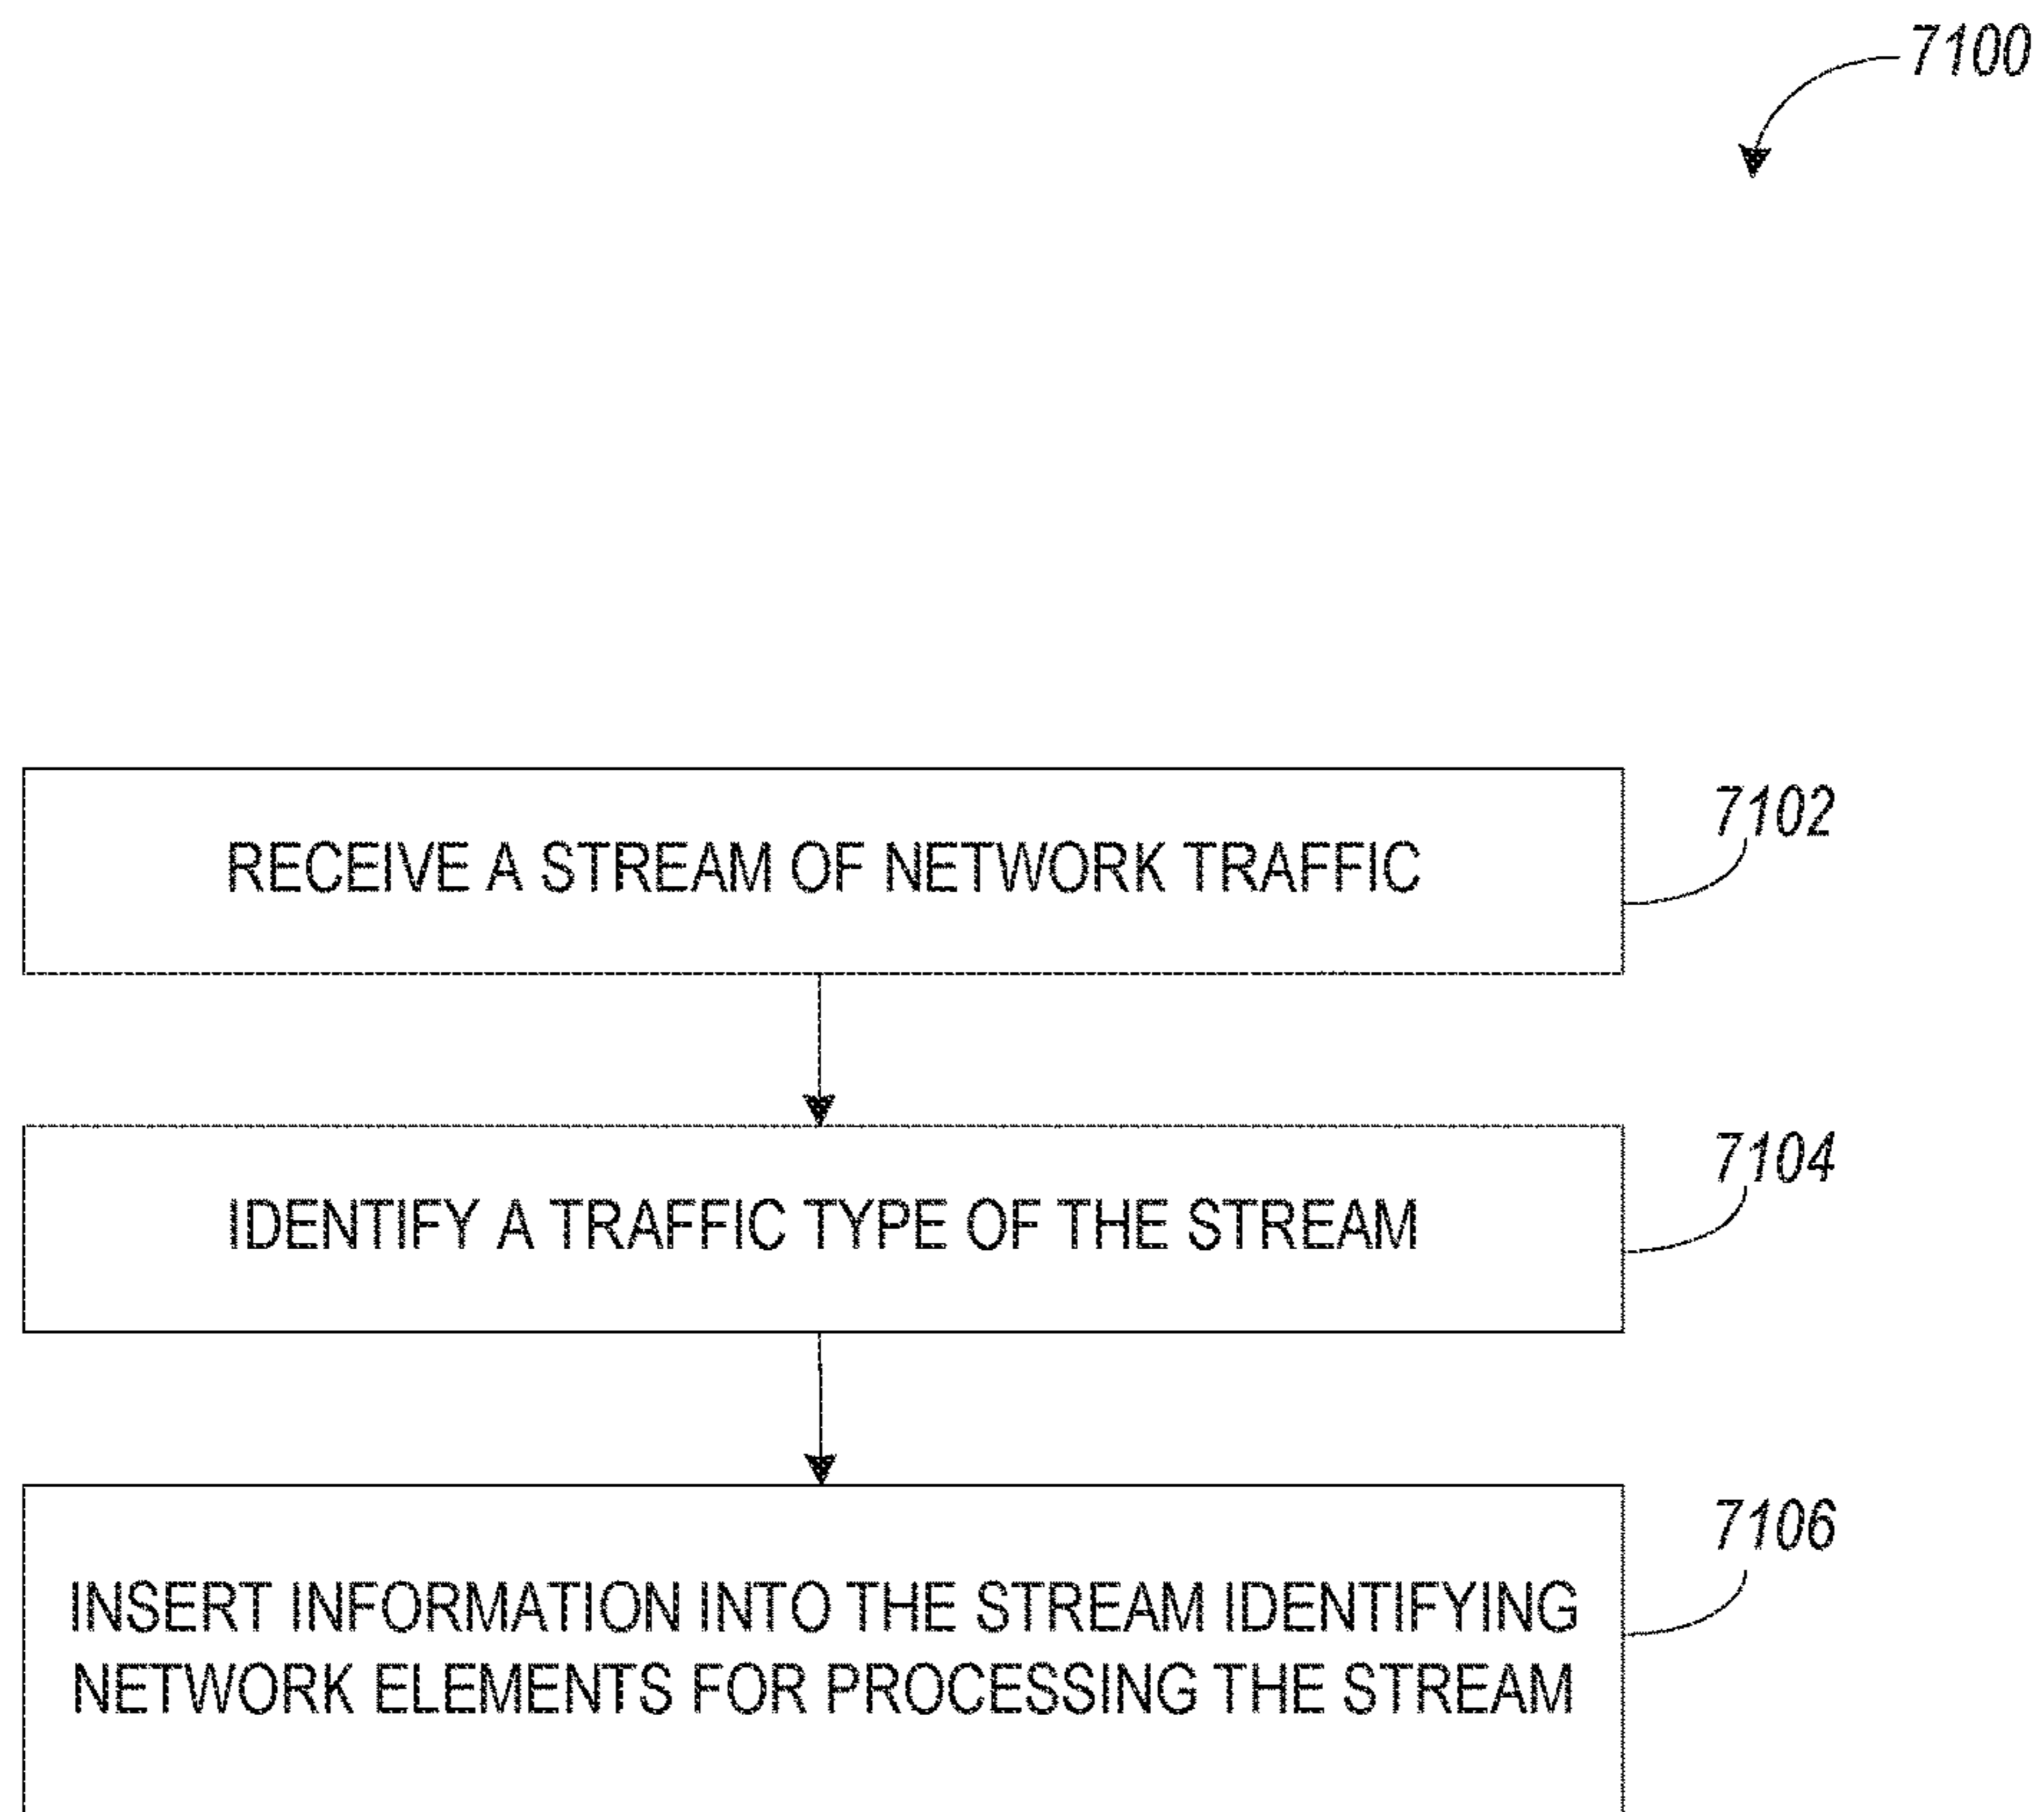 7100
RECEIVE A STREAM OF NETWORK TRAFFIC
7102
IDENTIFY A TRAFFIC TYPE OF THE STREAM
7104
INSERT INFORMATION INTO THE STREAM IDENTIFYING
NETWORK ELEMENTS FOR PROCESSING THE STREAM
7106